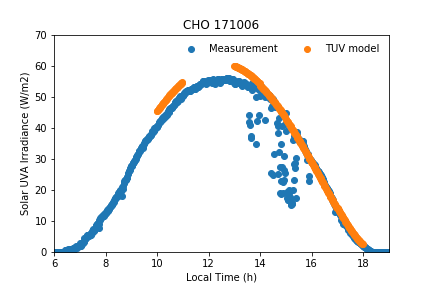 CHO 171006
Measurement TUV model
70
60
50
40
30
20
10
0
Solar UVA Irradiance (W/m2)
6 8 10 12 14 16 18
Local Time (h)